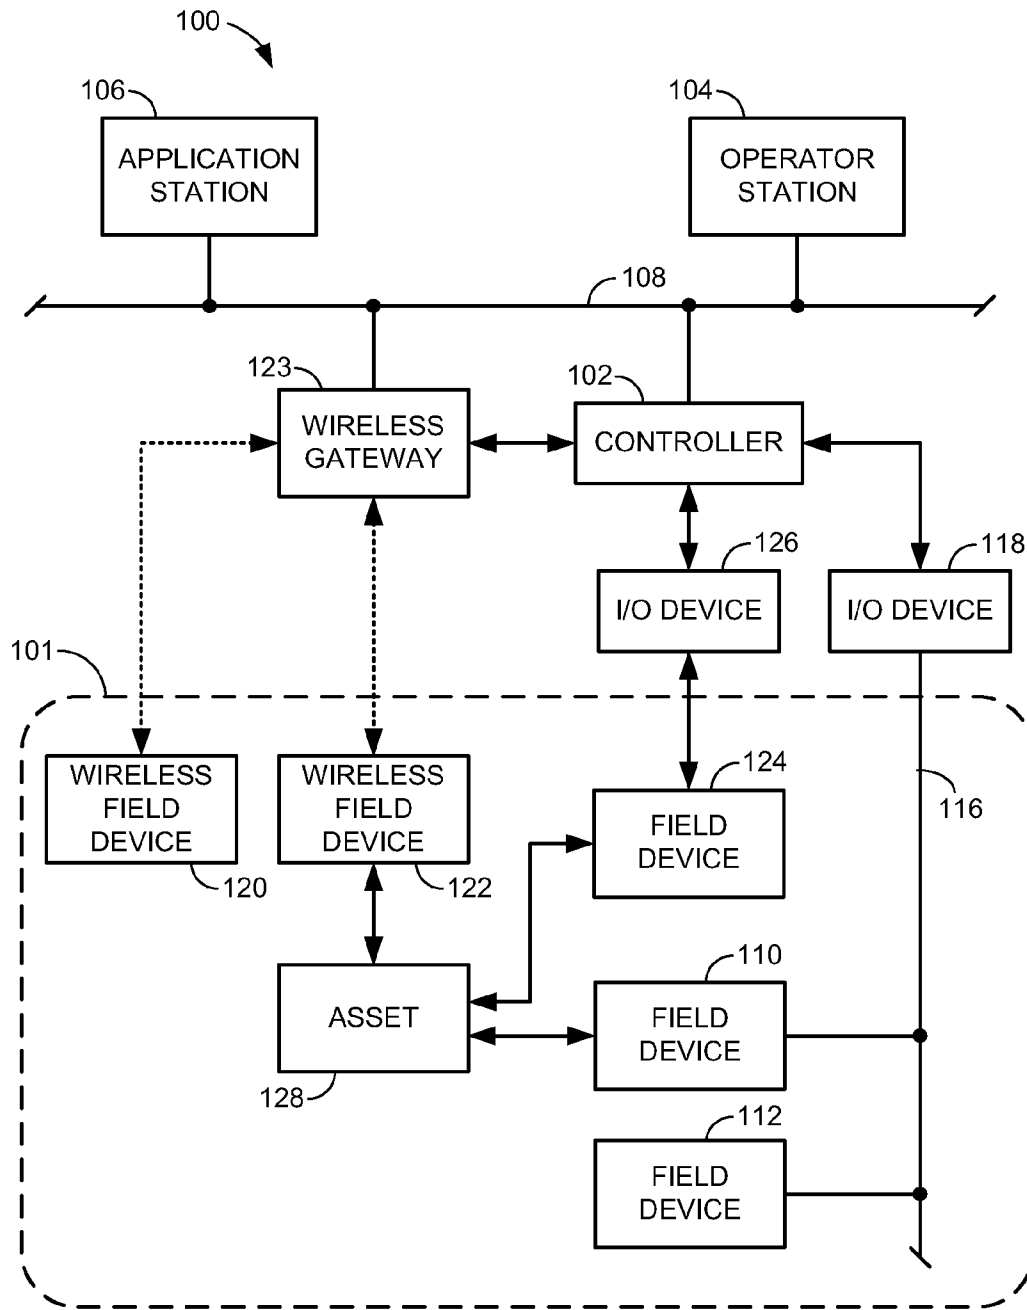 100
106
104
APPLICATION
STATION
OPERATOR
STATION
108
123
102
WIRELESS
GATEWAY
CONTROLLER
126
118
I/O DEVICE
I/O DEVICE
101
WIRELESS
FIELD
DEVICE
WIRELESS
FIELD
DEVICE
124
116
FIELD
DEVICE
120
122
110
ASSET
FIELD
DEVICE
128
112
FIELD
DEVICE